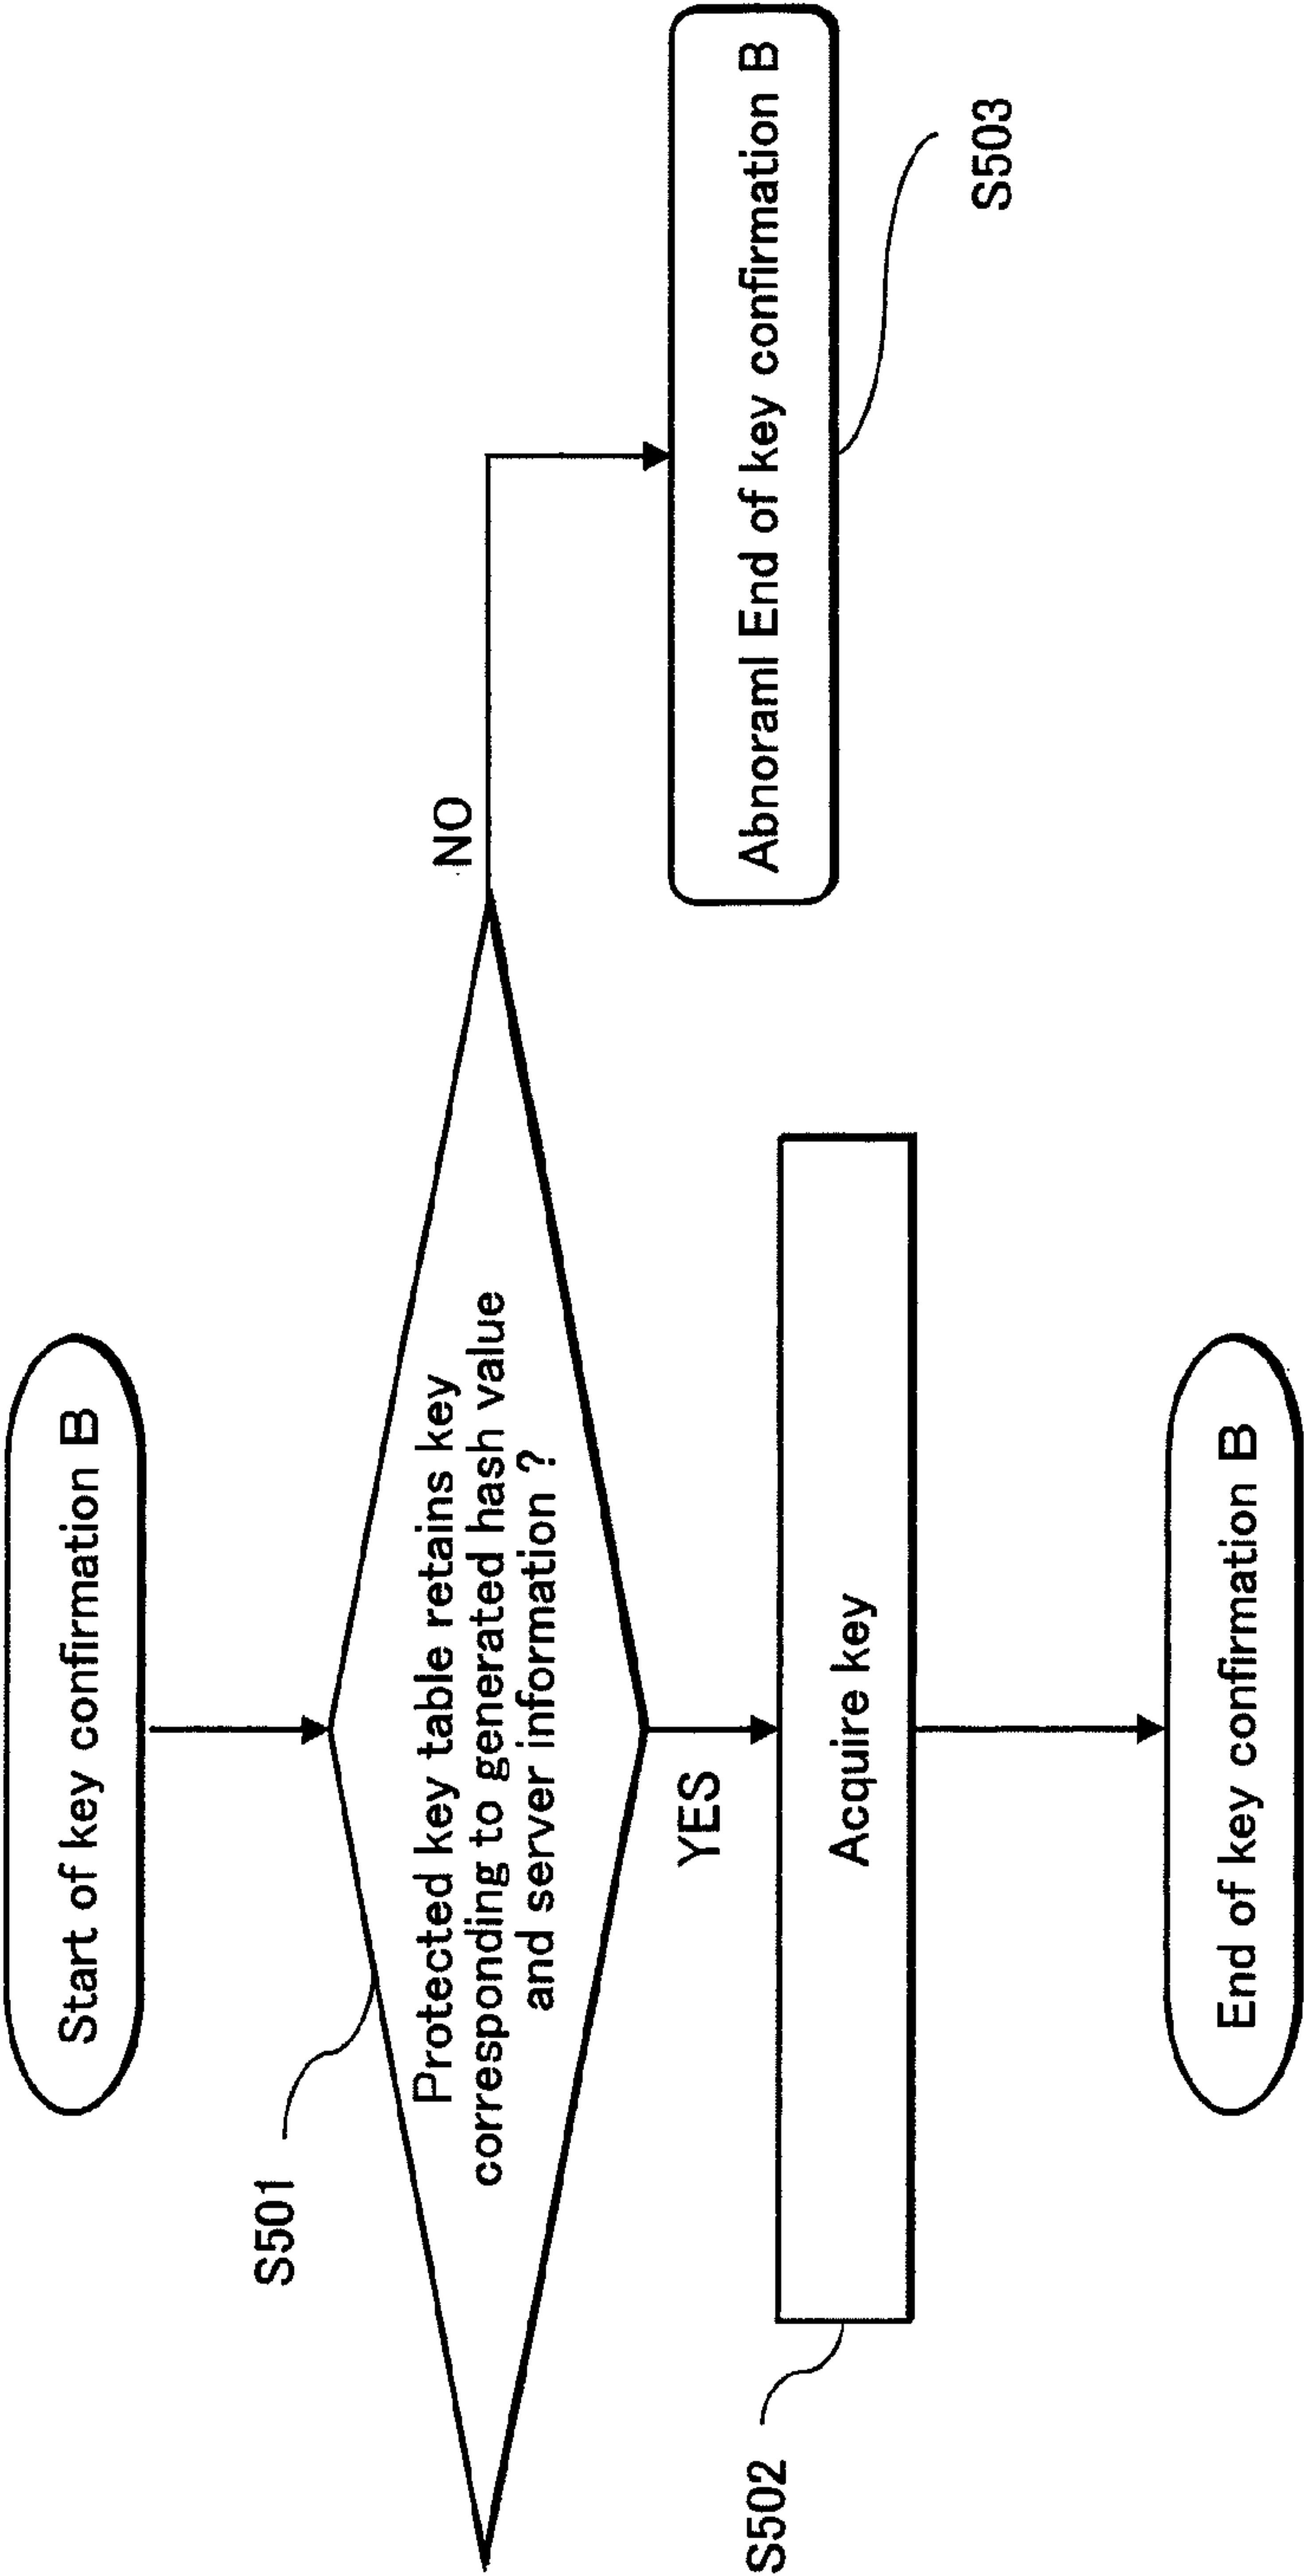 Start of key confirmation B
S501
Protected key table retains key
corresponding to generated hash value
and server information ?
NO
YES
S502
Acquire key
Abnoraml End of key confirmation B
S503
End of key confirmation B